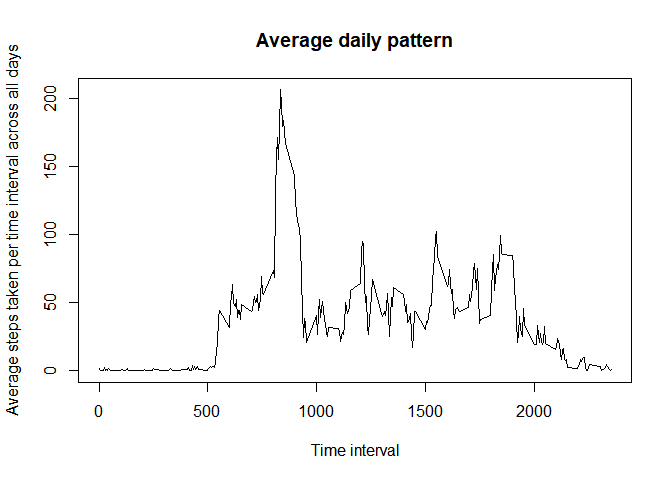 Average daily pattern
Average steps taken per time interval across all days
200
150
100
50
0
0 500 1000 1500 2000
Time interval